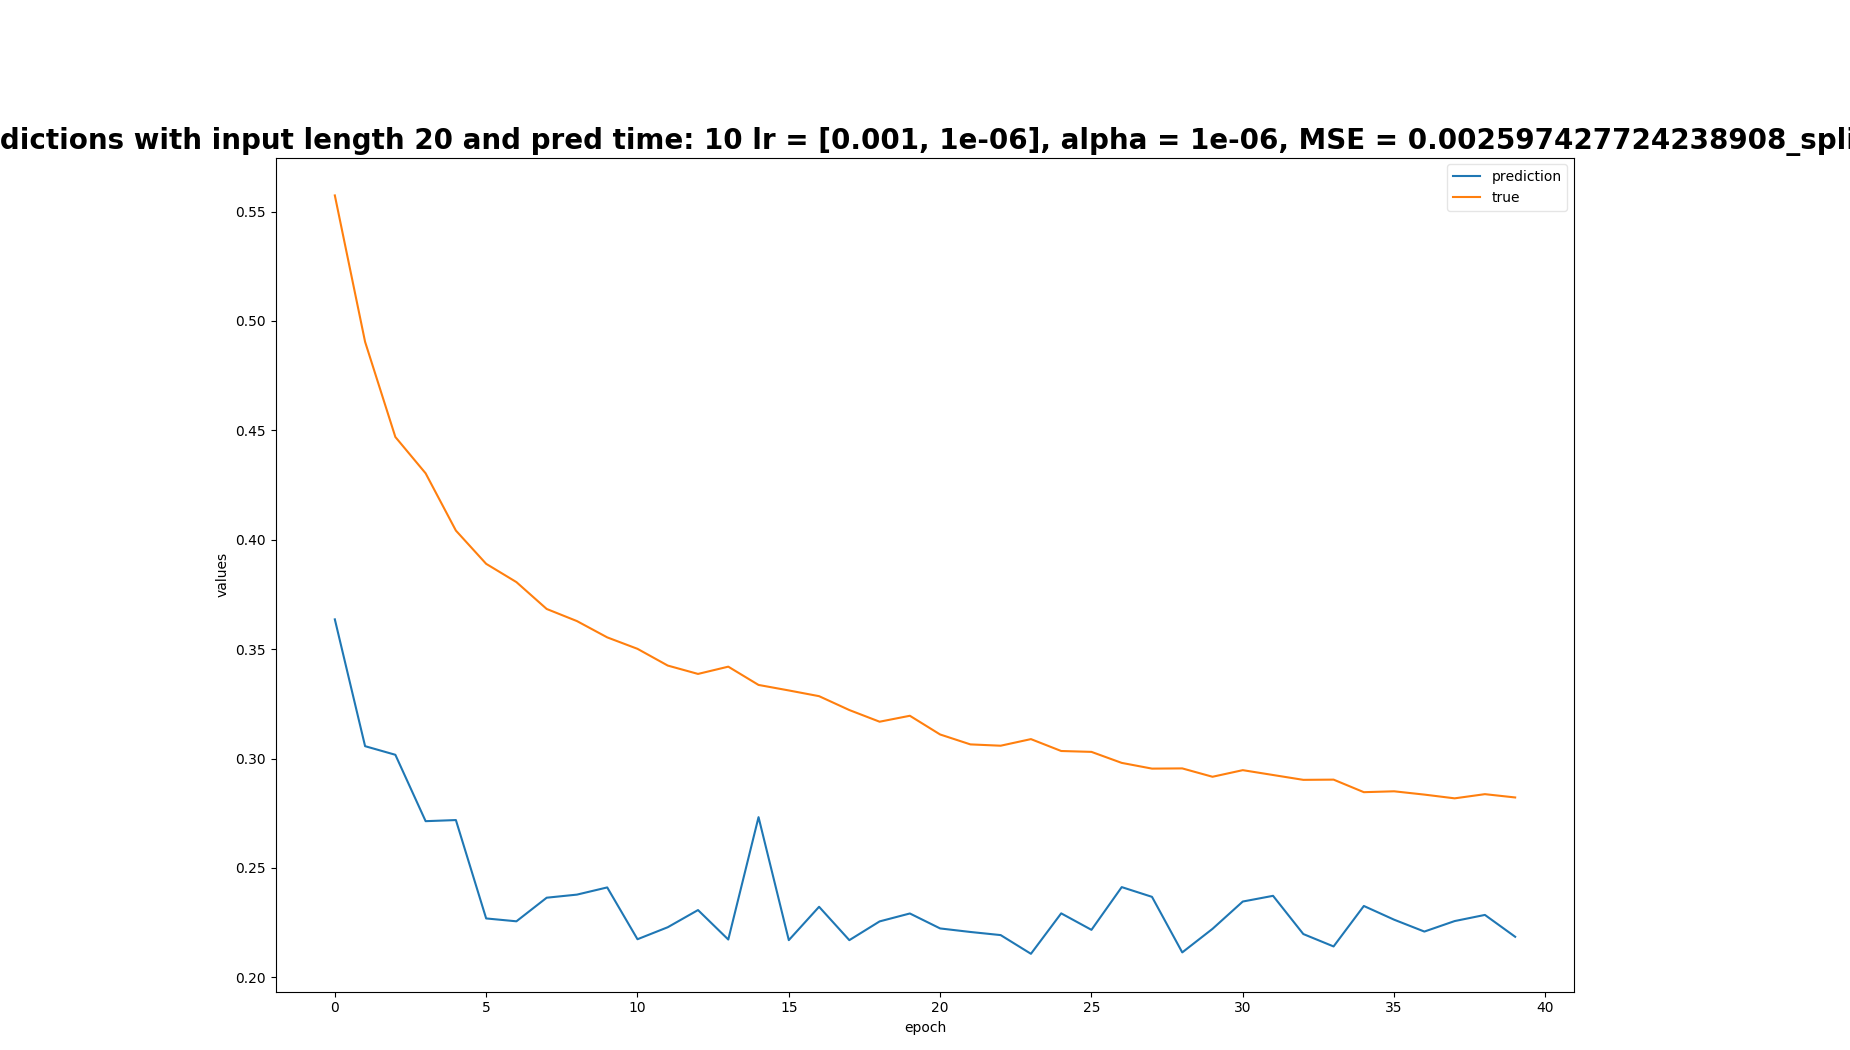 dictions with input length 20 and pred time: 10 lr = [0.001, 1e-06], alpha = 1e-06, MSE = 0.002597427724238908_spli
prediction
true
0.55
0.50
0.45
0.40
0.35
0.30
0.25
0.20
values
0 5 10 15 20 25 30 35 40
epoch